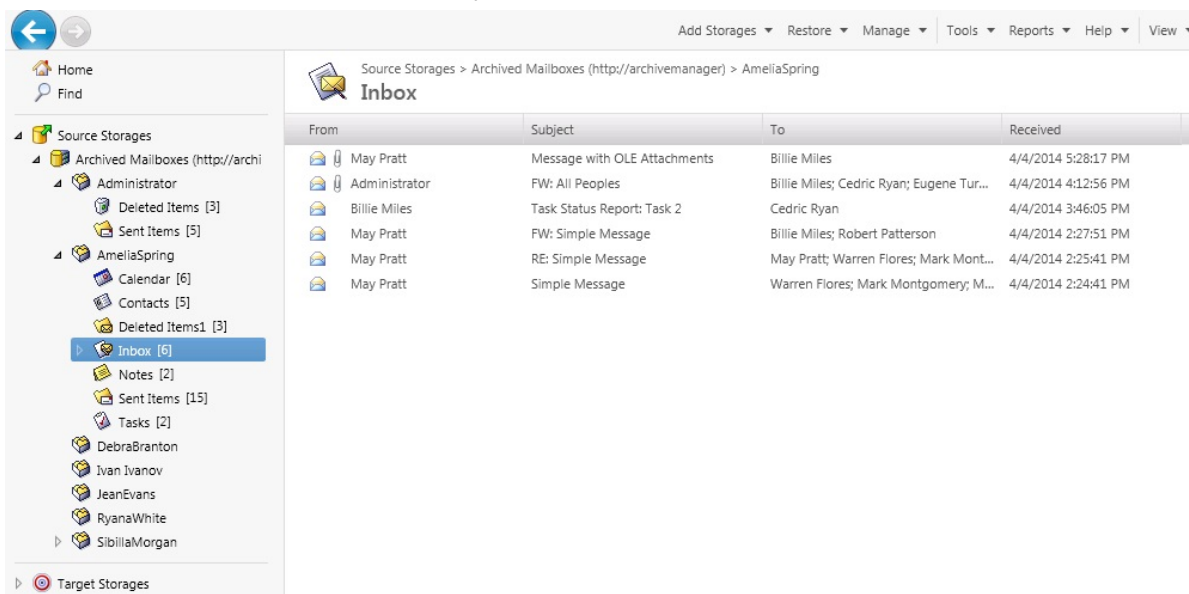 Add Storages Restore Manage Tools Reports Help View
Home
Find
Source Storages
Archived Mailboxes (http://archi
Administrator
Deleted Items [3]
Sent Items [5]
AmeliaSpring
Calendar [6]
Contacts [5]
Deleted Items1 [3]
Inbox [6]
Notes [2]
Sent Items [15]
Tasks [2]
DebraBranton
Ivan Ivanov
JeanEvans
RyanaWhite
SibillaMorgan
Target Storages
Source Storages > Archived Mailboxes (http://archivemanager) > AmeliaSpring
Inbox
From Subject To Received
May Pratt Message with OLE Attachments Billie Miles 4/4/2014 5:28:17 PM
Administrator FW: All Peoples Billie Miles; Cedric Ryan; Eugene Tur... 4/4/2014 4:12:56 PM
Billie Miles Task Status Report: Task 2 Cedric Ryan 4/4/2014 3:46:05 PM
May Pratt FW: Simple Message Billie Miles; Robert Patterson 4/4/2014 2:27:51 PM
May Pratt RE: Simple Message May Pratt; Warren Flores; Mark Mont... 4/4/2014 2:25:41 PM
May Pratt Simple Message Warren Flores; Mark Montgomery; M... 4/4/2014 2:24:41 PM